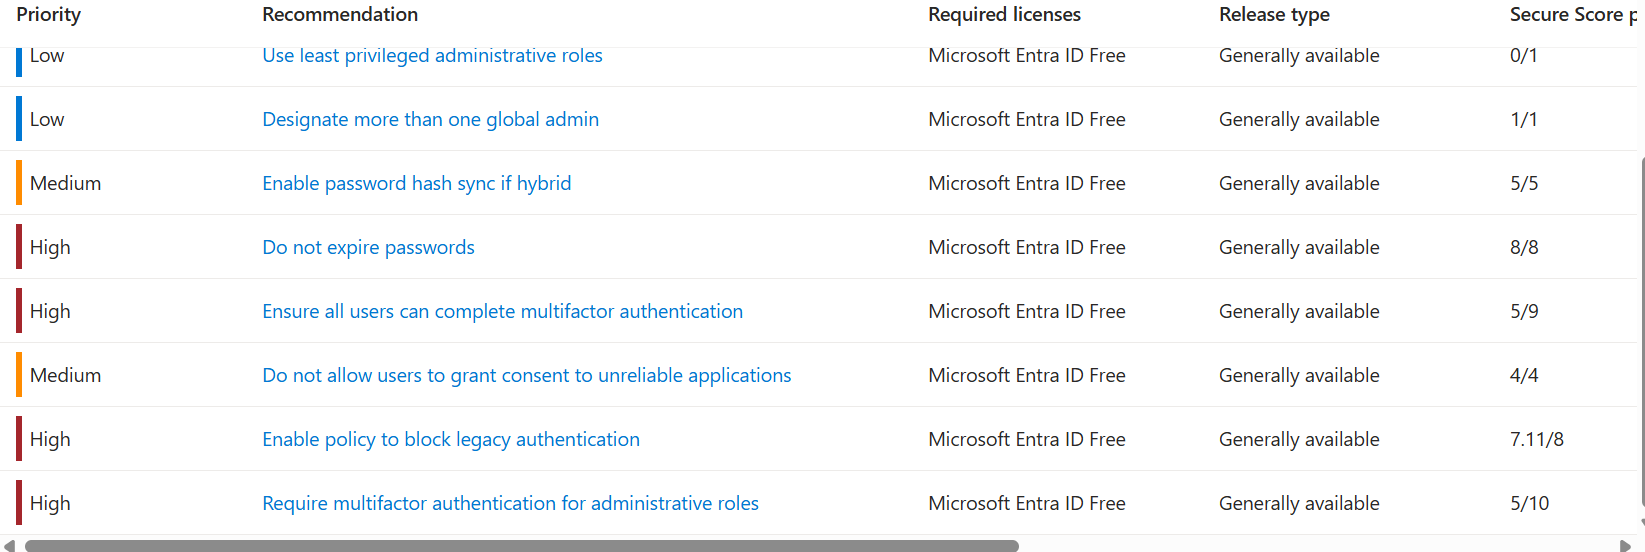 Priority Recommendation Required licenses Release type Secure Score p
Low Use least privileged administrative roles Microsoft Entra ID Free Generally available 0/1
Low Designate more than one global admin Microsoft Entra ID Free Generally available 1/1
Medium Enable password hash sync if hybrid Microsoft Entra ID Free Generally available 5/5
High Do not expire passwords Microsoft Entra ID Free Generally available 8/8
High Ensure all users can complete multifactor authentication Microsoft Entra ID Free Generally available 5/9
Medium Do not allow users to grant consent to unreliable applications Microsoft Entra ID Free Generally available 4/4
High Enable policy to block legacy authentication Microsoft Entra ID Free Generally available 7.11/8
High Require multifactor authentication for administrative roles Microsoft Entra ID Free Generally available 5/10